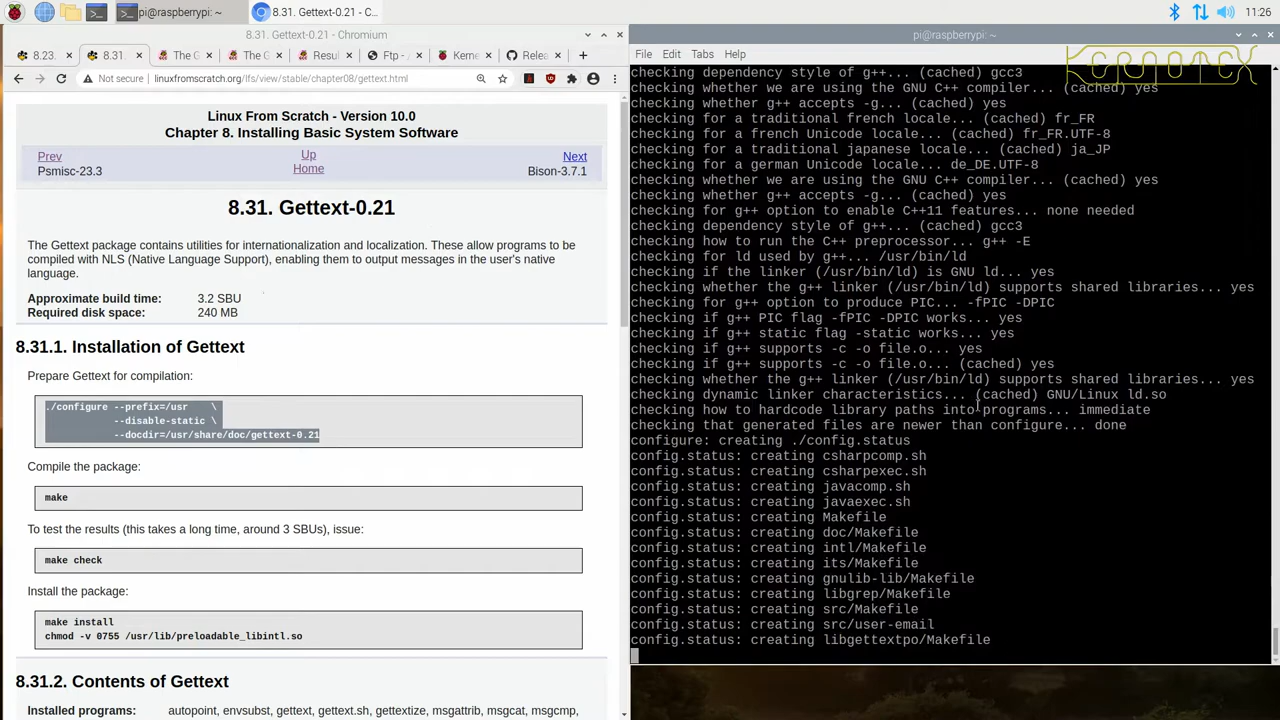 pi@raspberrypi: ~
8.31. Gettext-0.21 - C...
11:26
8.31. Gettext-0.21 - Chromium
8.23
8.31
The G
The G
Resul
Ftp -
Kerne
Relea
Not secure
linuxfromscratch.org/lfs/view/stable/chapter08/gettext.html
Linux From Scratch - Version 10.0
Chapter 8. Installing Basic System Software
Prev
Up
Next
Psmisc-23.3
Home
Bison-3.7.1
8.31. Gettext-0.21
The Gettext package contains utilities for internationalization and localization. These allow programs to be
compiled with NLS (Native Language Support), enabling them to output messages in the user's native
language.
Approximate build time: 3.2 SBU
Required disk space: 240 MB
8.31.1. Installation of Gettext
Prepare Gettext for compilation:
./configure --prefix=/usr \
--disable-static \
--docdir=/usr/share/doc/gettext-0.21
Compile the package:
make
To test the results (this takes a long time, around 3 SBUs), issue:
make check
Install the package:
make install
chmod -v 0755 /usr/lib/preloadable_libintl.so
8.31.2. Contents of Gettext
Installed programs: autopoint, envsubst, gettext, gettext.sh, gettextize, msgattrib, msgcat, msgcmp,
pi@raspberrypi: ~
File Edit Tabs Help
KERNOTEX
checking dependency style of g++... (cached) gcc3
checking whether we are using the GNU C++ compiler... (cached) yes
checking whether g++ accepts -g... (cached) yes
checking for a traditional french locale... (cached) fr_FR
checking for a french Unicode locale... (cached) fr_FR.UTF-8
checking for a traditional japanese locale... (cached) ja_JP
checking for a german Unicode locale... de_DE.UTF-8
checking whether we are using the GNU C++ compiler... (cached) yes
checking whether g++ accepts -g... (cached) yes
checking for g++ option to enable C++11 features... none needed
checking dependency style of g++... (cached) gcc3
checking how to run the C++ preprocessor... g++ -E
checking for ld used by g++... /usr/bin/ld
checking if the linker (/usr/bin/ld) is GNU ld... yes
checking whether the g++ linker (/usr/bin/ld) supports shared libraries... yes
checking for g++ option to produce PIC... -fPIC -DPIC
checking if g++ PIC flag -fPIC -DPIC works... yes
checking if g++ static flag -static works... yes
checking if g++ supports -c -o file.o... yes
checking if g++ supports -c -o file.o... (cached) yes
checking whether the g++ linker (/usr/bin/ld) supports shared libraries... yes
checking dynamic linker characteristics... (cached) GNU/Linux ld.so
checking how to hardcode library paths into programs... immediate
checking that generated files are newer than configure... done
configure: creating ./config.status
config.status: creating csharpcomp.sh
config.status: creating csharpexec.sh
config.status: creating javacomp.sh
config.status: creating javaexec.sh
config.status: creating Makefile
config.status: creating doc/Makefile
config.status: creating intl/Makefile
config.status: creating its/Makefile
config.status: creating gnulib-lib/Makefile
config.status: creating libgrep/Makefile
config.status: creating src/Makefile
config.status: creating src/user-email
config.status: creating libgettextpo/Makefile